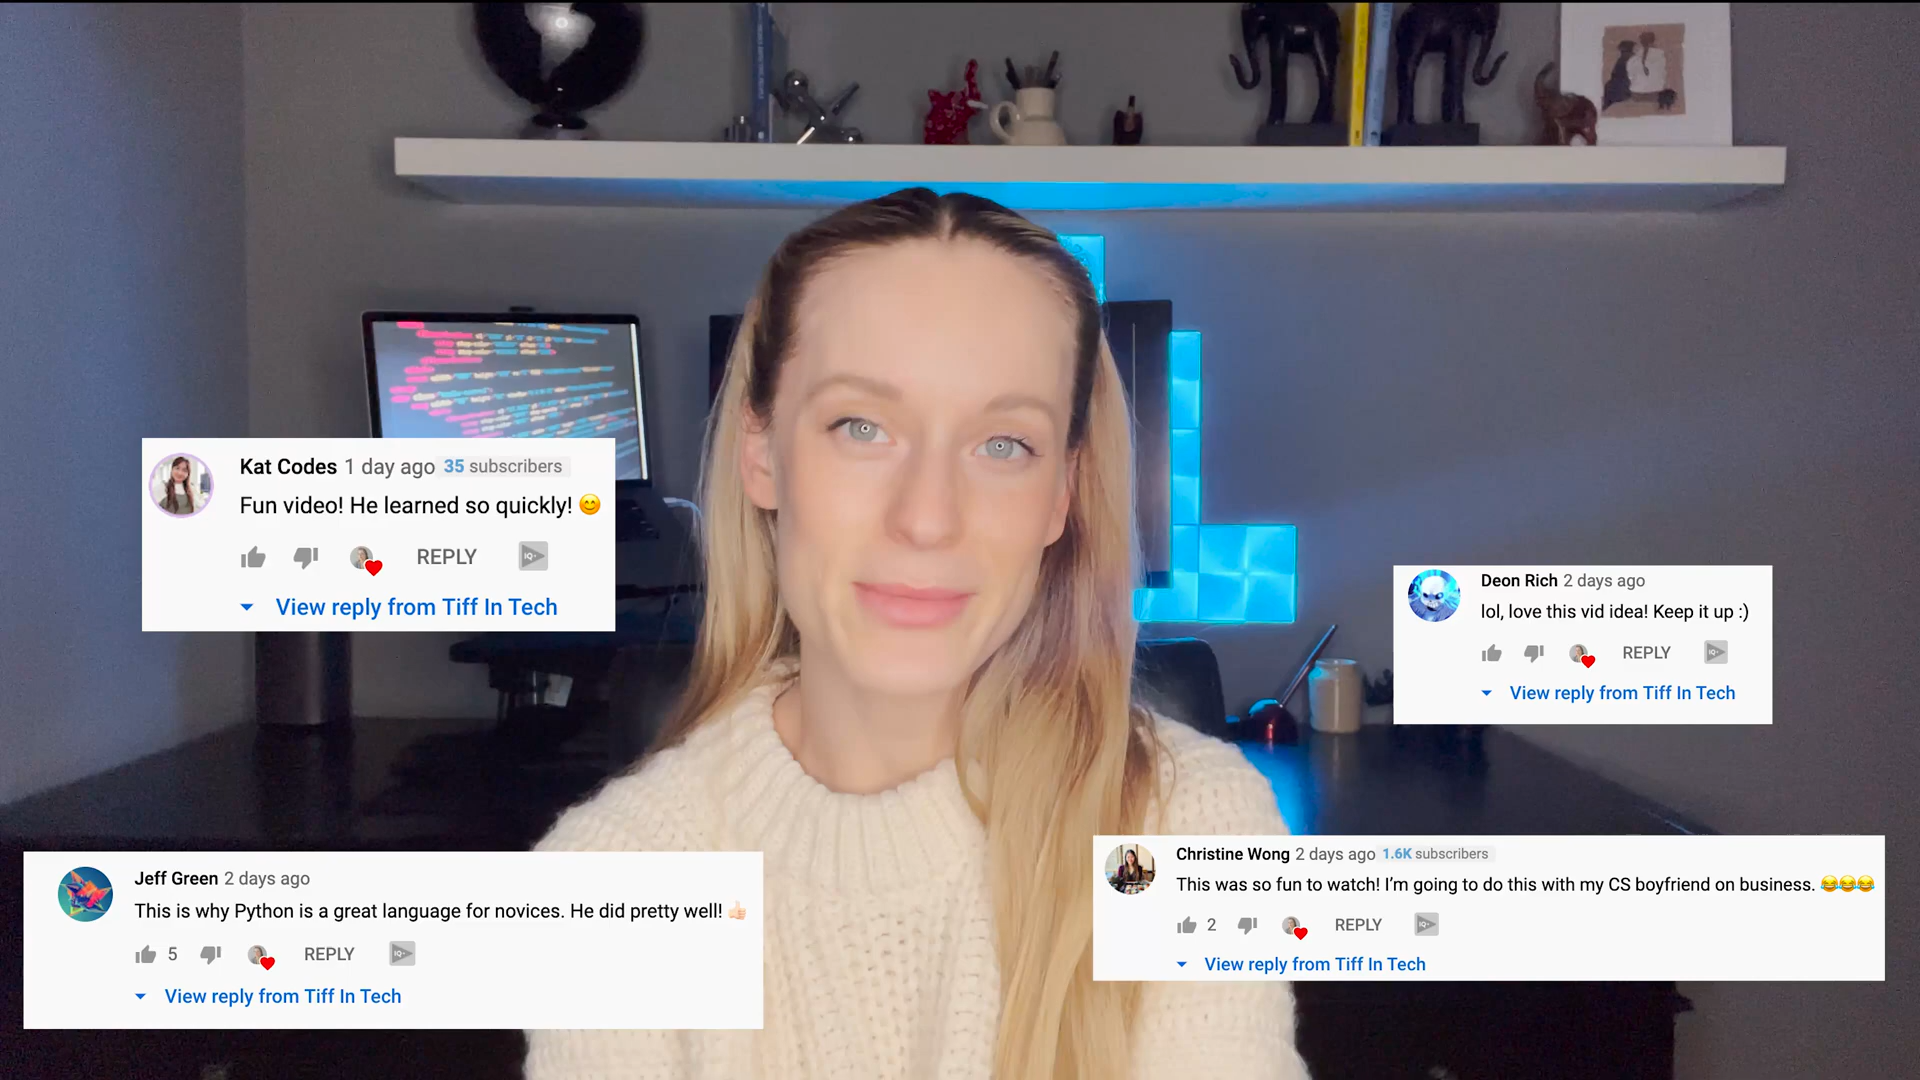 Kat Codes 1 day ago 35 subscribers
Fun video! He learned so quickly! 😊
REPLY
View reply from Tiff In Tech
Deon Rich 2 days ago
lol, love this vid idea! Keep it up :)
REPLY
View reply from Tiff In Tech
Jeff Green 2 days ago
This is why Python is a great language for novices. He did pretty well! 👍🏻
5 REPLY
View reply from Tiff In Tech
Christine Wong 2 days ago 1.6K subscribers
This was so fun to watch! I’m going to do this with my CS boyfriend on business. 😂😂😂
2 REPLY
View reply from Tiff In Tech